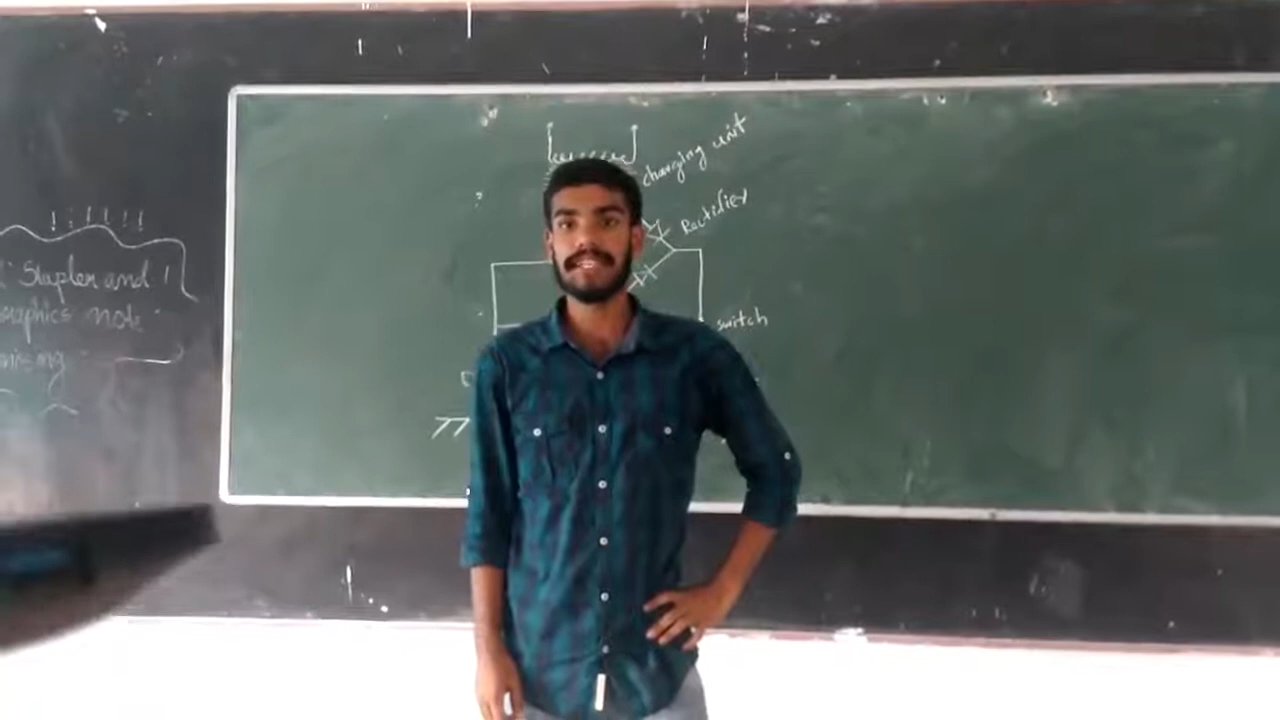 charging unit
Rectifier
switch
Stapler and 1
graphics note
missing